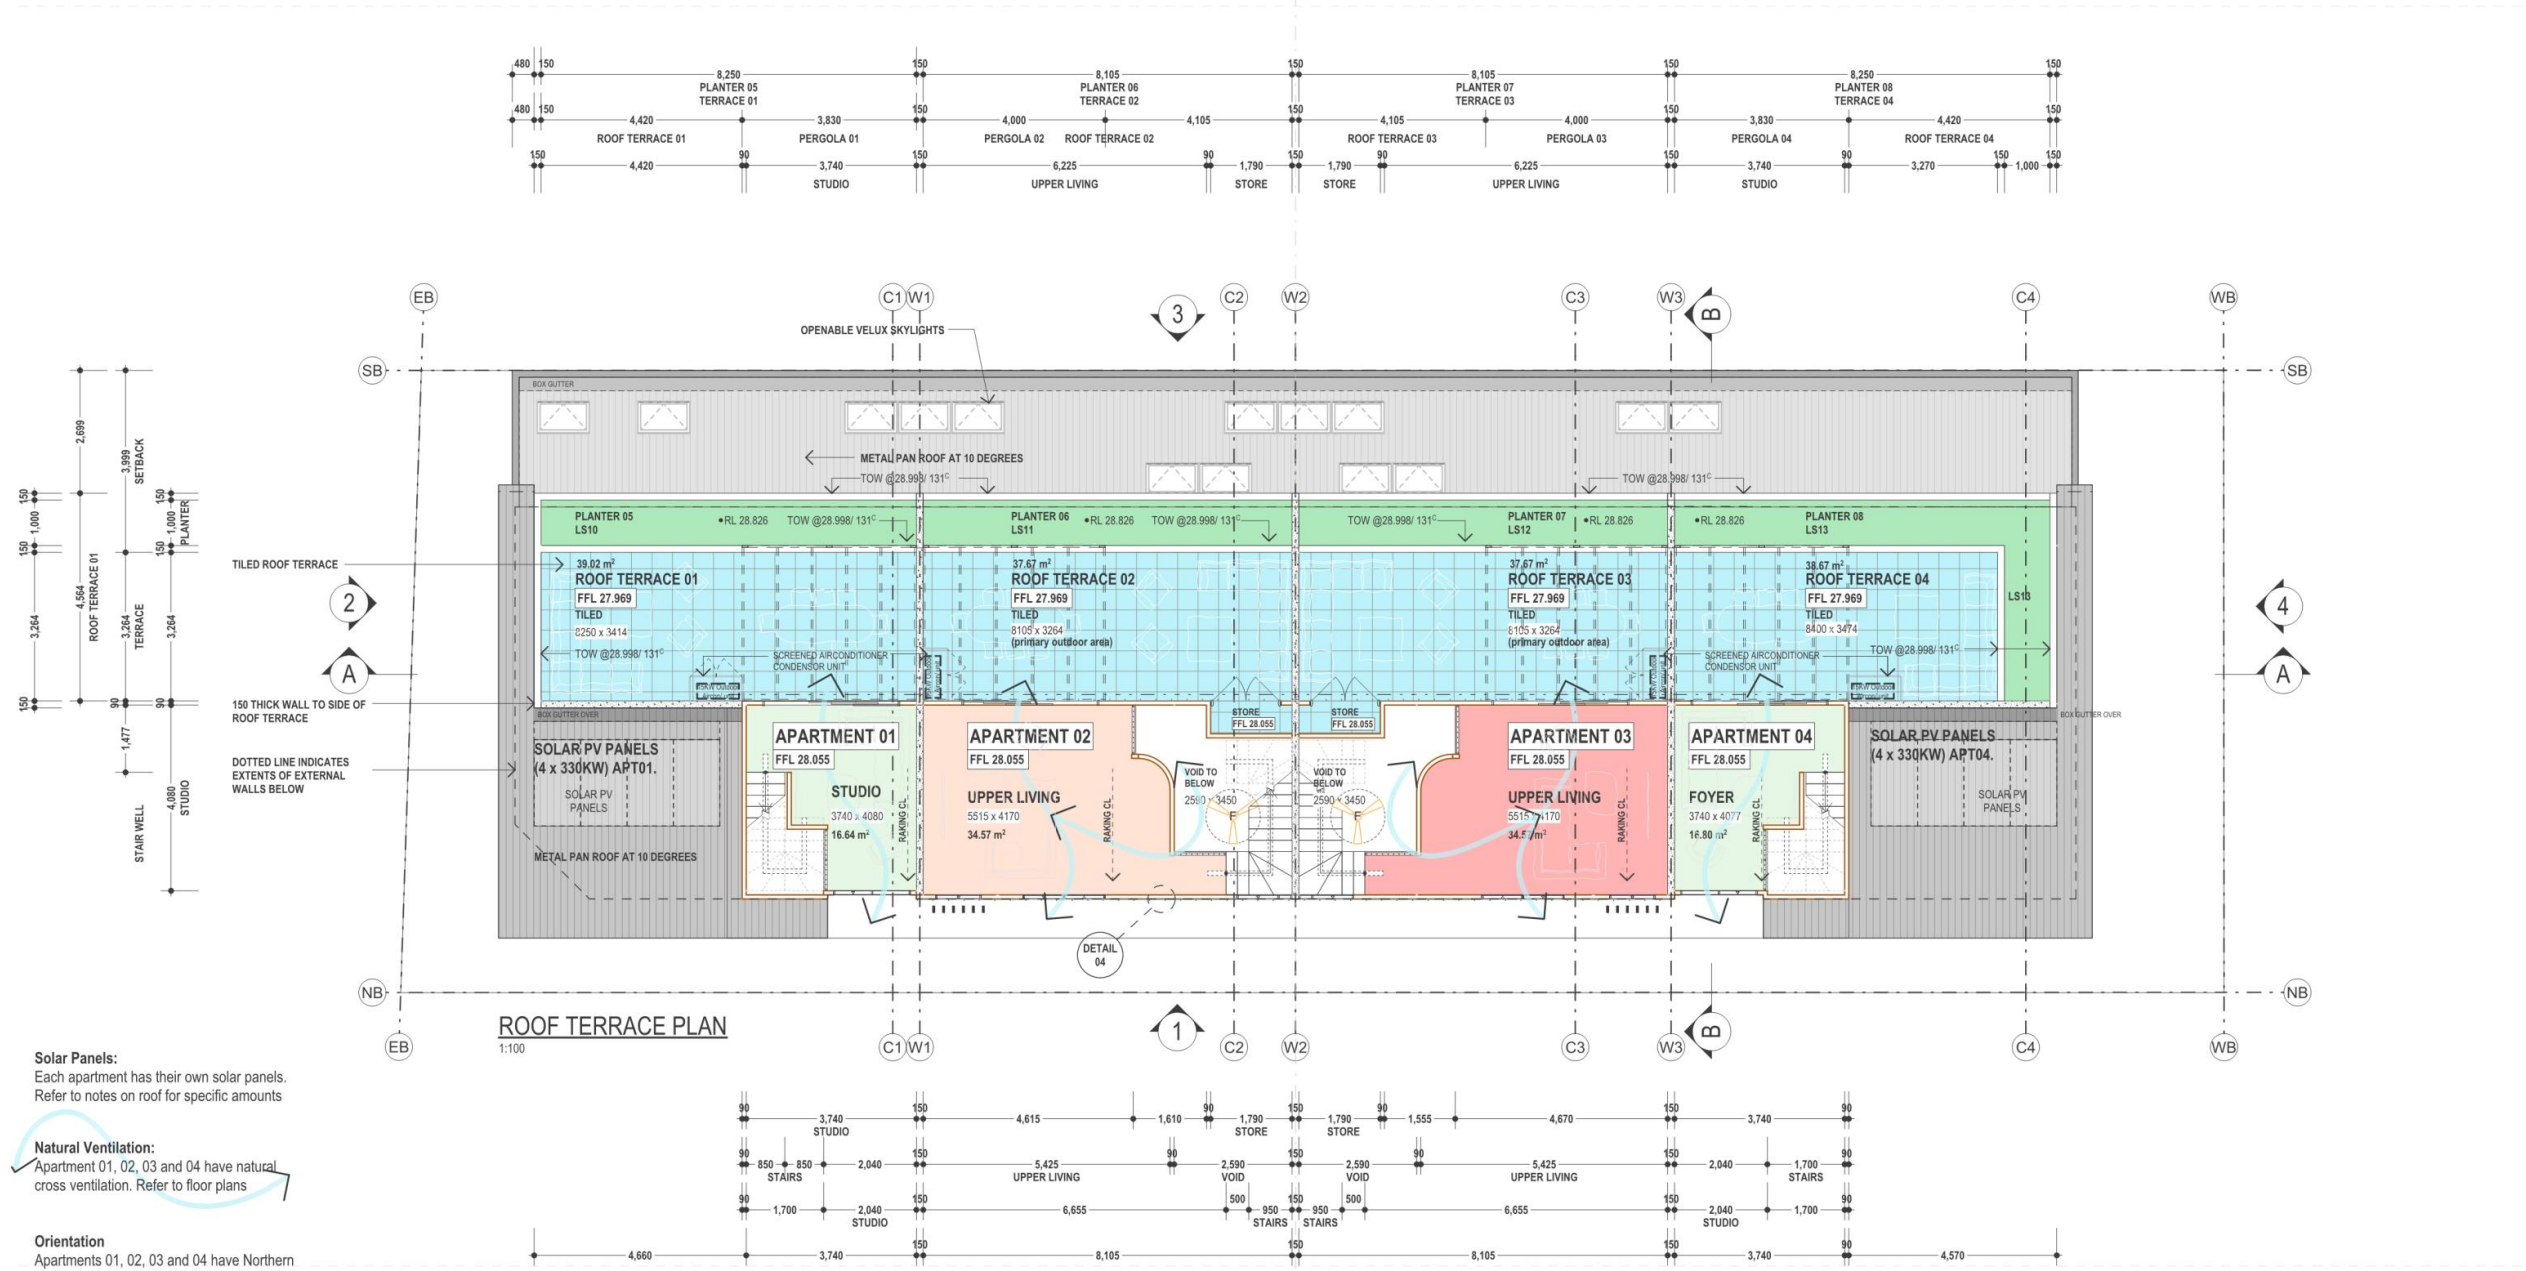 480 150 8,250 150 8,105 150 8,105 150 8,250 150
PLANTER 05 PLANTER 06 PLANTER 07 PLANTER 08
TERRACE 01 TERRACE 02 TERRACE 03 TERRACE 04
480 150 4,420 3,830 150 4,000 4,105 150 4,105 4,000 150 3,830 4,420 150
ROOF TERRACE 01 PERGOLA 01 PERGOLA 02 ROOF TERRACE 02 ROOF TERRACE 03 PERGOLA 03 PERGOLA 04 ROOF TERRACE 04
150 4,420 90 3,740 150 6,225 90 1,790 150 1,790 90 6,225 150 3,740 90 3,270 150 1,000 150
STUDIO UPPER LIVING STORE STORE UPPER LIVING STUDIO
EB C1 W1 3 C2 W2 C3 W3 B C4 WB
OPENABLE VELUX SKYLIGHTS
SB SB
BOX GUTTER
2,699
3,999
SETBACK
METAL PAN ROOF AT 10 DEGREES
TOW @28.998/ 131C TOW @28.998/ 131C
150 150
1,000 1,000
PLANTER
150 150
PLANTER 05
LS10
•RL 28.826 TOW @28.998/ 131C
PLANTER 06
LS11
•RL 28.826 TOW @28.998/ 131C
TOW @28.998/ 131C
PLANTER 07
LS12
•RL 28.826
•RL 28.826
PLANTER 08
LS13
TILED ROOF TERRACE
39.02 m²
ROOF TERRACE 01
FFL 27.969
TILED
8250 x 3414
TOW @28.998/ 131C
37.67 m²
ROOF TERRACE 02
FFL 27.969
TILED
8105 x 3264
(primary outdoor area)
37.67 m²
ROOF TERRACE 03
FFL 27.969
TILED
8105 x 3264
(primary outdoor area)
38.67 m²
ROOF TERRACE 04
FFL 27.969
TILED
8400 x 3474
TOW @28.998/ 131C
LS13
3,264
4,564
ROOF TERRACE 01
3,264
TERRACE
3,264
2
4
A
A
SCREENED AIRCONDITIONER
CONDENSOR UNIT
SCREENED AIRCONDITIONER
CONDENSOR UNIT
150 90 90
150 THICK WALL TO SIDE OF
ROOF TERRACE
BOX GUTTER OVER
BOX GUTTER OVER
STORE
FFL 28.055
STORE
FFL 28.055
1,477
STAIR WELL
4,080
STUDIO
DOTTED LINE INDICATES
EXTENTS OF EXTERNAL
WALLS BELOW
SOLAR PV PANELS
(4 x 330KW) APT01.
SOLAR PV
PANELS
METAL PAN ROOF AT 10 DEGREES
APARTMENT 01
FFL 28.055
STUDIO
3740 x 4080
16.64 m²
RAKING CL
APARTMENT 02
FFL 28.055
UPPER LIVING
5515 x 4170
34.57 m²
RAKING CL
VOID TO
BELOW
2590 x 3450
F
VOID TO
BELOW
2590 x 3450
F
APARTMENT 03
FFL 28.055
UPPER LIVING
5515 x 4170
34.57 m²
RAKING CL
APARTMENT 04
FFL 28.055
FOYER
3740 x 4077
16.80 m²
RAKING CL
SOLAR PV PANELS
(4 x 330KW) APT04.
SOLAR PV
PANELS
DETAIL
04
NB NB
ROOF TERRACE PLAN
1:100
EB C1 W1 1 C2 W2 C3 W3 B C4 WB
Solar Panels:
Each apartment has their own solar panels.
Refer to notes on roof for specific amounts
Natural Ventilation:
Apartment 01, 02, 03 and 04 have natural
cross ventilation. Refer to floor plans
Orientation
Apartments 01, 02, 03 and 04 have Northern
90 3,740 150 4,615 1,610 90 1,790 150 1,790 90 1,555 4,670 150 3,740 90
STUDIO STORE STORE
90 850 850 2,040 150 5,425 90 2,590 150 2,590 90 5,425 150 2,040 1,700 90
STAIRS UPPER LIVING VOID VOID UPPER LIVING STAIRS
90 1,700 2,040 150 6,655 500 950 150 950 500 6,655 150 2,040 1,700 90
STUDIO STAIRS STAIRS STUDIO
4,660 3,740 150 8,105 150 8,105 150 3,740 90 4,570